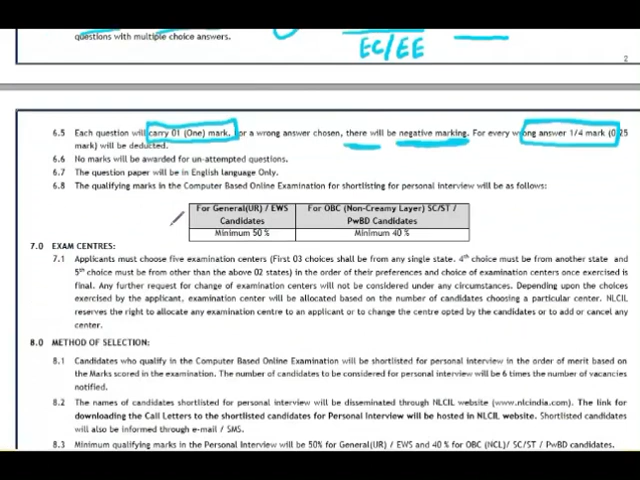 questions with multiple choice answers.
EC/EE
2
6.5 Each question will carry 01 (One) mark. For a wrong answer chosen, there will be negative marking. For every wrong answer 1/4 mark (0.25
mark) will be deducted.
6.6 No marks will be awarded for un-attempted questions.
6.7 The question paper will be in English language Only.
6.8 The qualifying marks in the Computer Based Online Examination for shortlisting for personal interview will be as follows:
For General(UR) / EWS For OBC (Non-Creamy Layer) SC/ST /
Candidates PwBD Candidates
Minimum 50 % Minimum 40 %
7.0 EXAM CENTRES:
7.1 Applicants must choose five examination centers (First 03 choices shall be from any single state. 4th choice must be from another state and
5th choice must be from other than the above 02 states) in the order of their preferences and choice of examination centers once exercised is
final. Any further request for change of examination centers will not be considered under any circumstances. Depending upon the choices
exercised by the applicant, examination center will be allocated based on the number of candidates choosing a particular center. NLCIL
reserves the right to allocate any examination centre to an applicant or to change the centre opted by the candidates or to add or cancel any
center.
8.0 METHOD OF SELECTION:
8.1 Candidates who qualify in the Computer Based Online Examination will be shortlisted for personal interview in the order of merit based on
the Marks scored in the examination. The number of candidates to be considered for personal interview will be 6 times the number of vacancies
notified.
8.2 The names of candidates shortlisted for personal interview will be disseminated through NLCIL website (www.nlcindia.com). The link for
downloading the Call Letters to the shortlisted candidates for Personal Interview will be hosted in NLCIL website. Shortlisted candidates
will also be informed through e-mail / SMS.
8.3 Minimum qualifying marks in the Personal Interview will be 50% for General(UR) / EWS and 40 % for OBC (NCL)/ SC/ST / PwBD candidates.